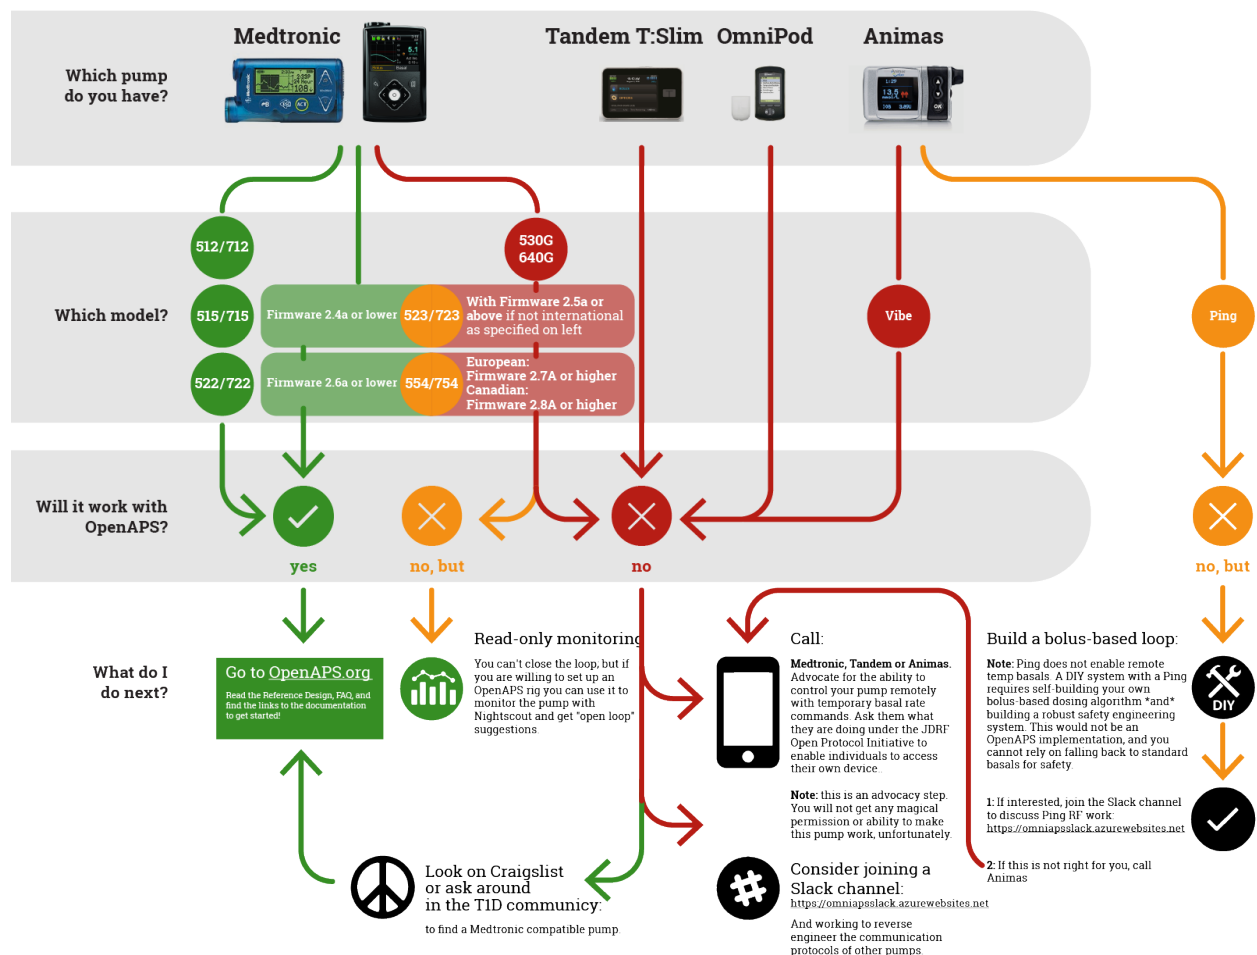 Medtronic
Tandem T:Slim
OmniPod
Animas
Which pump
do you have?
512/712
530G
640G
Which model?
515/715
Firmware 2.4a or lower
523/723
With Firmware 2.5a or
above if not international
as specified on left
Vibe
Ping
522/722
Firmware 2.6a or lower
554/754
European:
Firmware 2.7A or higher
Canadian:
Firmware 2.8A or higher
Will it work with
OpenAPS?
yes
no, but
no
no, but
What do I
do next?
Go to OpenAPS.org
Read the Reference Design, FAQ, and
find the links to the documentation
to get started!
Read-only monitoring
You can't close the loop, but if
you are willing to set up an
OpenAPS rig you can use it to
monitor the pump with
Nightscout and get "open loop"
suggestions.
Call:
Medtronic, Tandem or Animas.
Advocate for the ability to
control your pump remotely
with temporary basal rate
commands. Ask them what
they are doing under the JDRF
Open Protocol Initiative to
enable individuals to access
their own device..
Note: this is an advocacy step.
You will not get any magical
permission or ability to make
this pump work, unfortunately.
Build a bolus-based loop:
Note: Ping does not enable remote
temp basals. A DIY system with a Ping
requires self-building your own
bolus-based dosing algorithm *and*
building a robust safety engineering
system. This would not be an
OpenAPS implementation, and you
cannot rely on falling back to standard
basals for safety.
DIY
1: If interested, join the Slack channel
to discuss Ping RF work:
https://omniapsslack.azurewebsites.net
2: If this is not right for you, call
Animas
Look on Craigslist
or ask around
in the T1D communicy:
to find a Medtronic compatible pump.
Consider joining a
Slack channel:
https://omniapsslack.azurewebsites.net
And working to reverse
engineer the communication
protocols of other pumps.